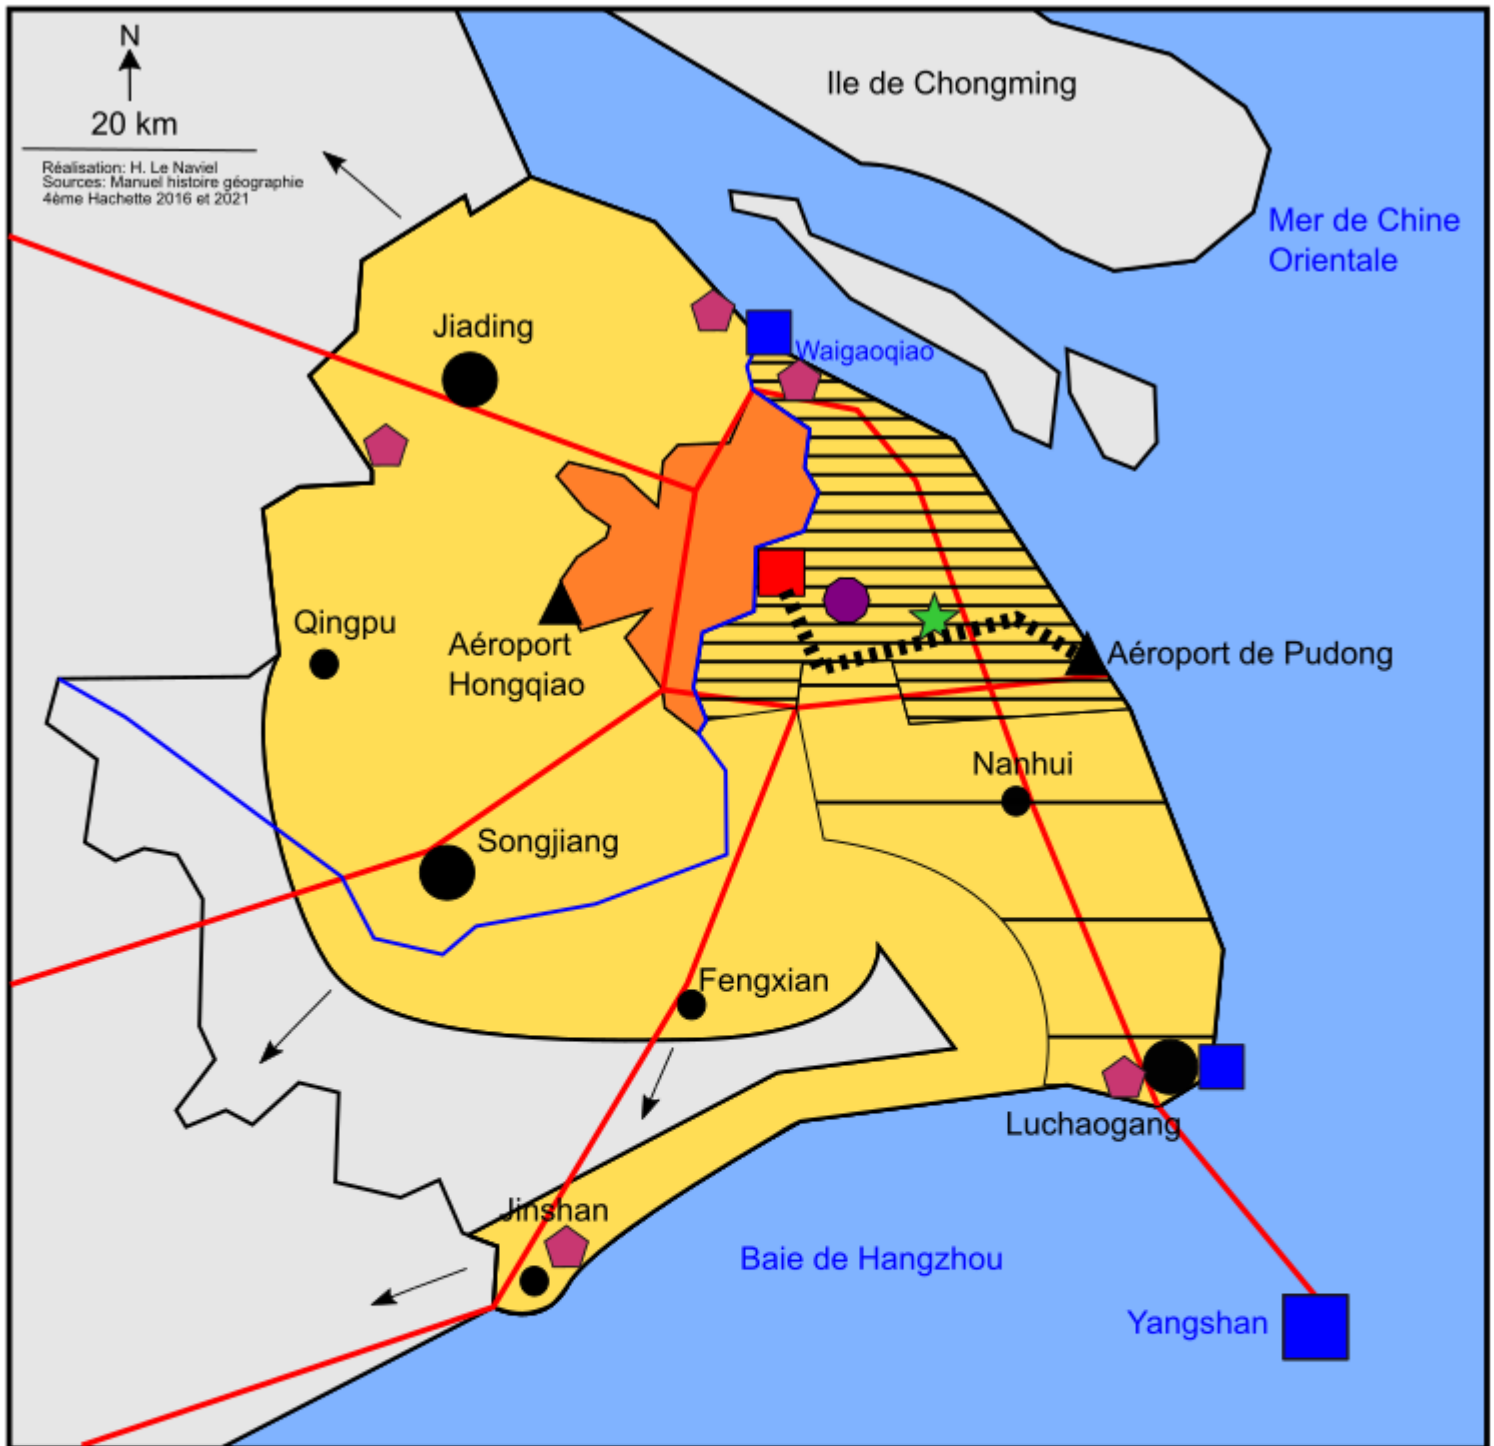 N
20 km
Réalisation: H. Le Naviel
Sources: Manuel histoire géographie
4ème Hachette 2016 et 2021
Ile de Chongming
Mer de Chine
Orientale
Jiading
Waigaoqiao
Qingpu
Aéroport
Hongqiao
Aéroport de Pudong
Nanhui
Songjiang
Fengxian
Luchaogang
Jinshan
Baie de Hangzhou
Yangshan